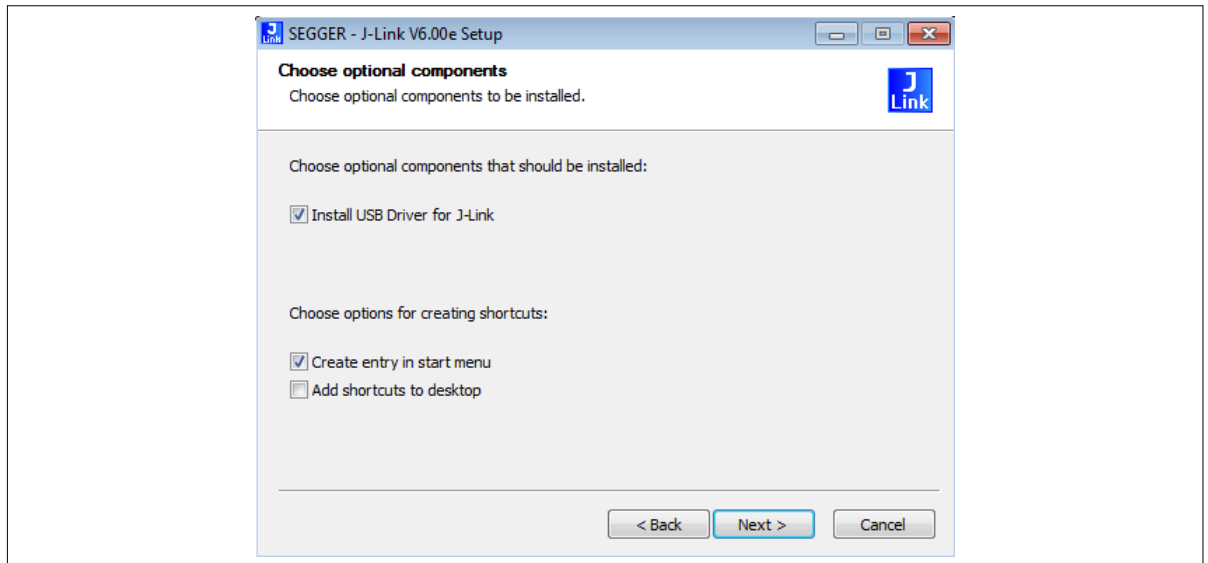 J
Link
SEGGER - J-Link V6.00e Setup
Choose optional components
Choose optional components to be installed.
J
Link
Choose optional components that should be installed:
Install USB Driver for J-Link
Choose options for creating shortcuts:
Create entry in start menu
Add shortcuts to desktop
< Back
Next >
Cancel